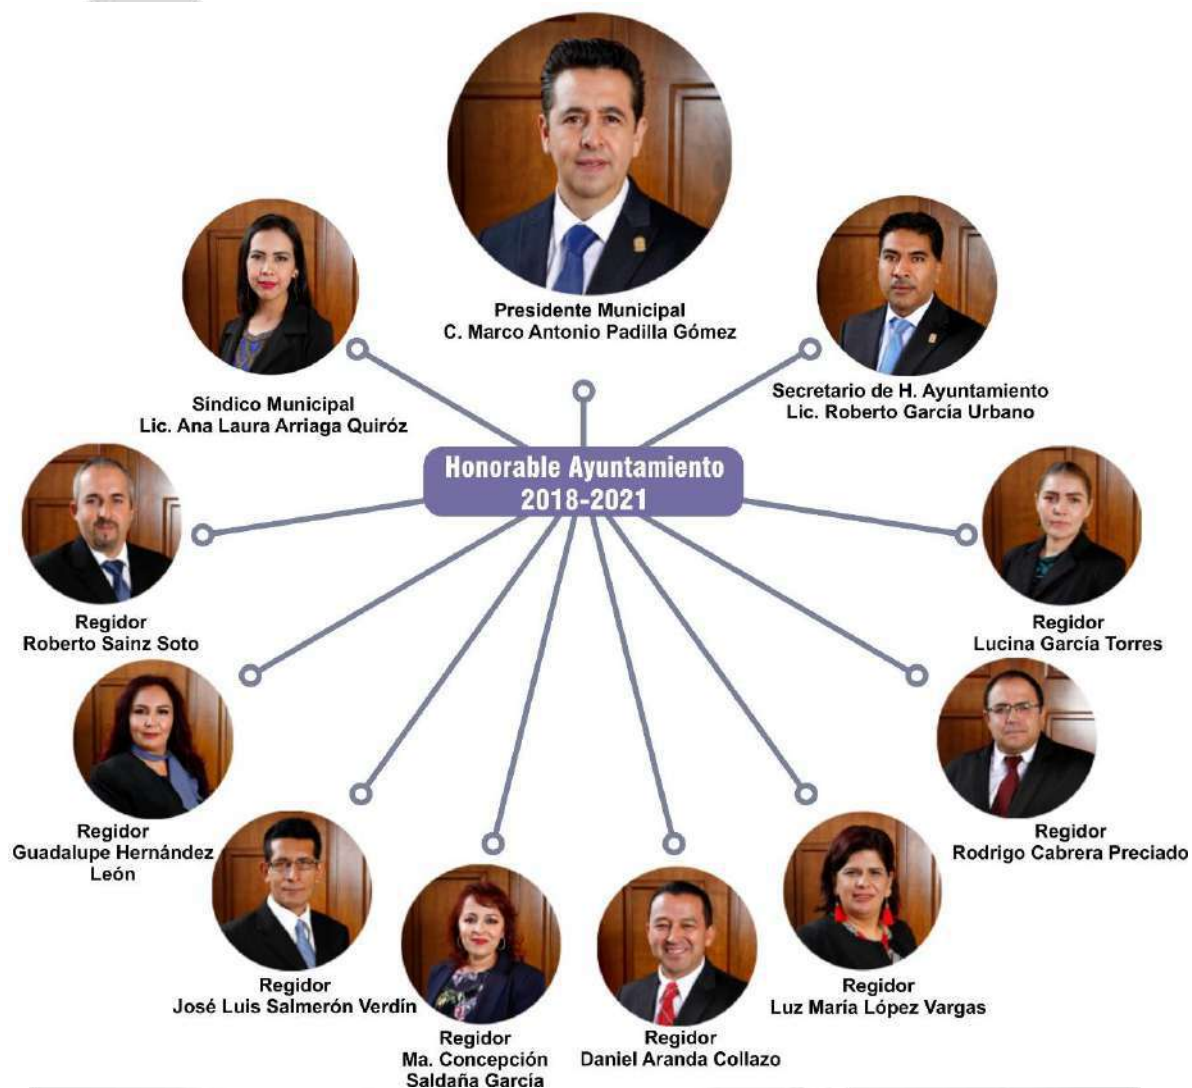 Presidente Municipal
C. Marco Antonio Padilla Gómez
Síndico Municipal
Lic. Ana Laura Arriaga Quiróz
Secretario de H. Ayuntamiento
Lic. Roberto García Urbano
Honorable Ayuntamiento
2018-2021
Regidor
Roberto Sainz Soto
Regidor
Lucina García Torres
Regidor
Guadalupe Hernández
León
Regidor
Rodrigo Cabrera Preciado
Regidor
José Luis Salmerón Verdín
Regidor
Ma. Concepción
Saldaña García
Regidor
Daniel Aranda Collazo
Regidor
Luz María López Vargas